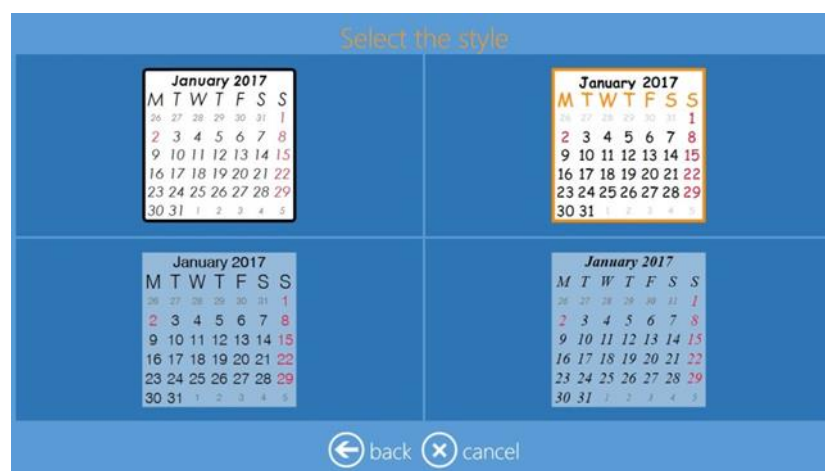 Select the style
January 2017
M T W T F S S
26 27 28 29 30 31 1
2 3 4 5 6 7 8
9 10 11 12 13 14 15
16 17 18 19 20 21 22
23 24 25 26 27 28 29
30 31 1 2 3 4 5
January 2017
M T W T F S S
26 27 28 29 30 31 1
2 3 4 5 6 7 8
9 10 11 12 13 14 15
16 17 18 19 20 21 22
23 24 25 26 27 28 29
30 31 1 2 3 4 5
January 2017
M T W T F S S
26 27 28 29 30 31 1
2 3 4 5 6 7 8
9 10 11 12 13 14 15
16 17 18 19 20 21 22
23 24 25 26 27 28 29
30 31 1 2 3 4 5
January 2017
M T W T F S S
26 27 28 29 30 31 1
2 3 4 5 6 7 8
9 10 11 12 13 14 15
16 17 18 19 20 21 22
23 24 25 26 27 28 29
30 31 1 2 3 4 5
back cancel